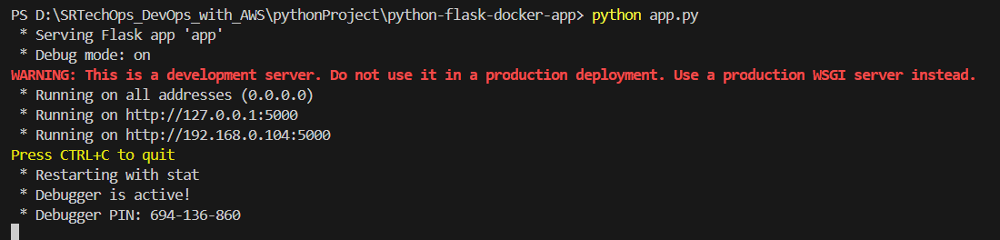 PS D:\SRTechOps_DevOps_with_AWS\pythonProject\python-flask-docker-app> python app.py
 * Serving Flask app 'app'
 * Debug mode: on
WARNING: This is a development server. Do not use it in a production deployment. Use a production WSGI server instead.
 * Running on all addresses (0.0.0.0)
 * Running on http://127.0.0.1:5000
 * Running on http://192.168.0.104:5000
Press CTRL+C to quit
 * Restarting with stat
 * Debugger is active!
 * Debugger PIN: 694-136-860